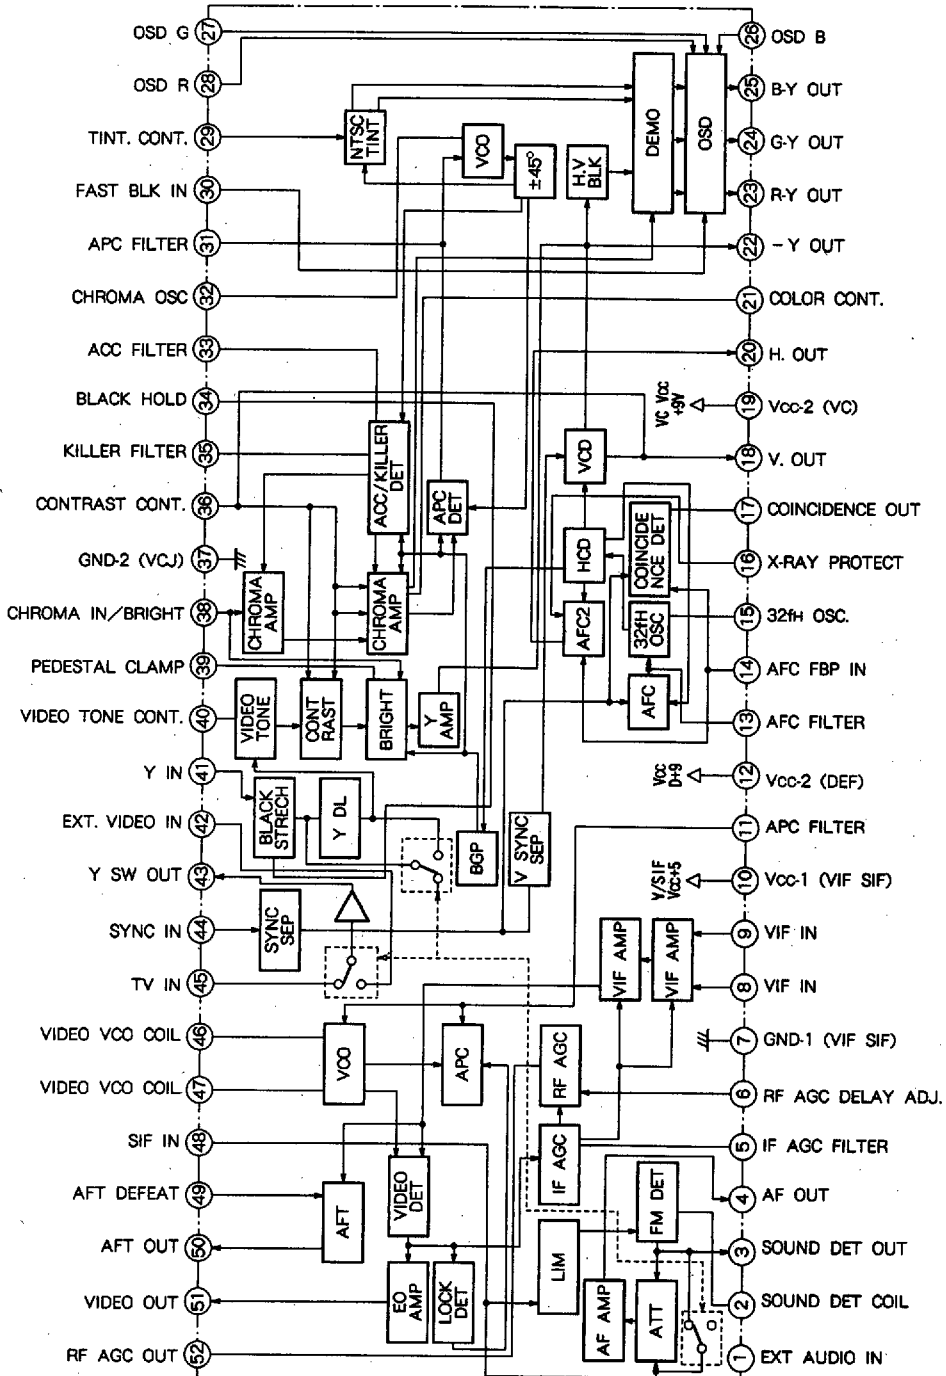 OSD G 27
26 OSD B
OSD R 28
25 B-Y OUT
TINT. CONT. 29
24 G-Y OUT
FAST BLK IN 30
23 R-Y OUT
APC FILTER 31
22 -Y OUT
CHROMA OSC 32
21 COLOR CONT.
ACC FILTER 33
20 H. OUT
BLACK HOLD 34
19 Vcc-2 (VC)
KILLER FILTER 35
18 V. OUT
CONTRAST CONT. 36
17 COINCIDENCE OUT
GND-2 (VCJ) 37
16 X-RAY PROTECT
CHROMA IN/BRIGHT 38
15 32fH OSC.
PEDESTAL CLAMP 39
14 AFC FBP IN
VIDEO TONE CONT. 40
13 AFC FILTER
Y IN 41
12 Vcc-2 (DEF)
EXT. VIDEO IN 42
11 APC FILTER
Y SW OUT 43
10 Vcc-1 (VIF SIF)
SYNC IN 44
9 VIF IN
TV IN 45
8 VIF IN
VIDEO VCO COIL 46
7 GND-1 (VIF SIF)
VIDEO VCO COIL 47
6 RF AGC DELAY ADJ.
SIF IN 48
5 IF AGC FILTER
AFT DEFEAT 49
4 AF OUT
AFT OUT 50
3 SOUND DET OUT
VIDEO OUT 51
2 SOUND DET COIL
RF AGC OUT 52
1 EXT AUDIO IN
NTSC
TINT
VCO
±45°
H.V
BLK
DEMO
OSD
VC Vcc
+9V
ACC/KILLER
DET
APC
DET
VCD
HCD
COINCIDE
NCE DET
CHROMA
AMP
CHROMA
AMP
AFC2
32fH
OSC
VIDEO
TONE
CONT
RAST
BRIGHT
Y
AMP
AFC
Vcc
D+9
BLACK
STRECH
Y DL
BGP
V SYNC
SEP
V/SIF
Vcc+5
SYNC
SEP
VIF AMP
VIF AMP
VCO
APC
RF AGC
IF AGC
AFT
VIDEO
DET
FM DET
LIM
EO
AMP
LOCK
DET
AF AMP
ATT